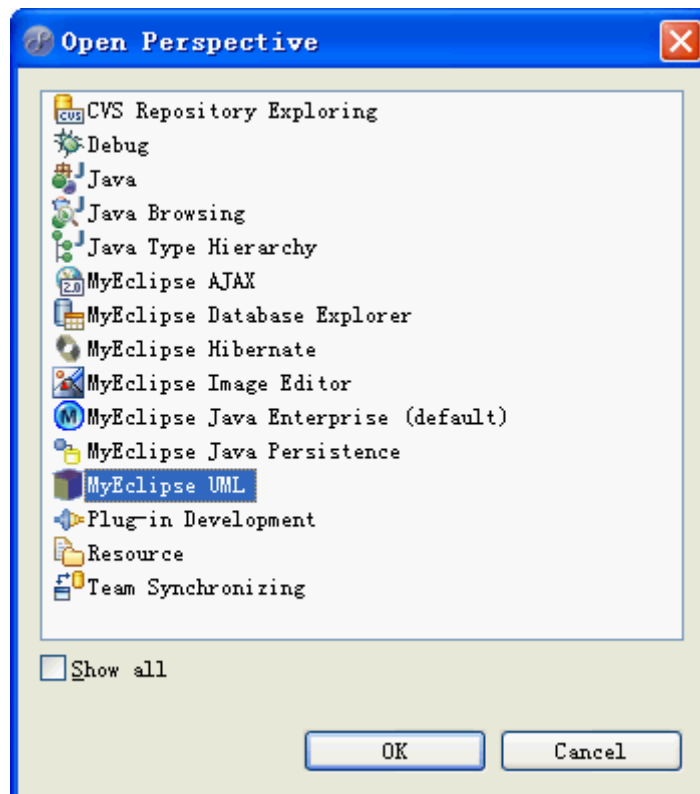 Open Perspective
CVS Repository Exploring
Debug
Java
Java Browsing
Java Type Hierarchy
MyEclipse AJAX
MyEclipse Database Explorer
MyEclipse Hibernate
MyEclipse Image Editor
MyEclipse Java Enterprise (default)
MyEclipse Java Persistence
MyEclipse UML
Plug-in Development
Resource
Team Synchronizing
Show all
OK Cancel